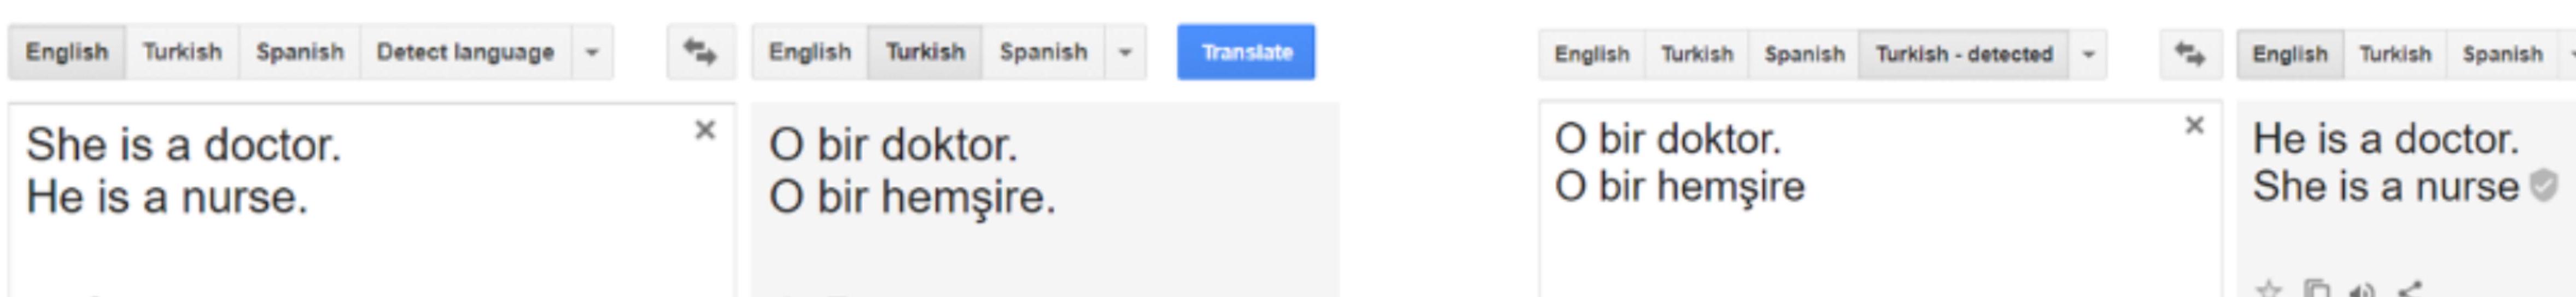 English Turkish Spanish Detect language
English Turkish Spanish Translate
She is a doctor.
He is a nurse.
O bir doktor.
O bir hemşire.
English Turkish Spanish Turkish - detected
English Turkish Spanish
O bir doktor.
O bir hemşire
He is a doctor.
She is a nurse